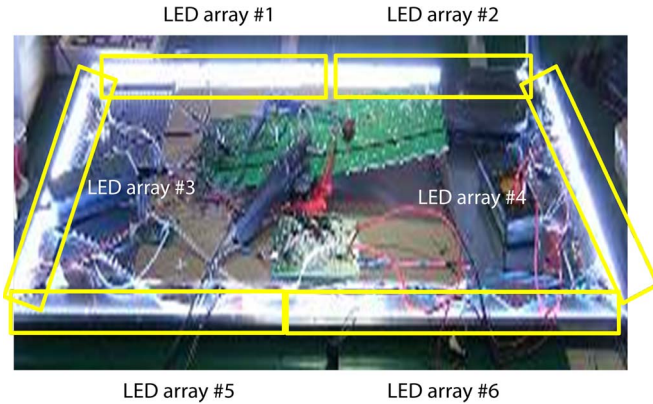 LED array #1
LED array #2
LED array #3
LED array #4
LED array #5
LED array #6